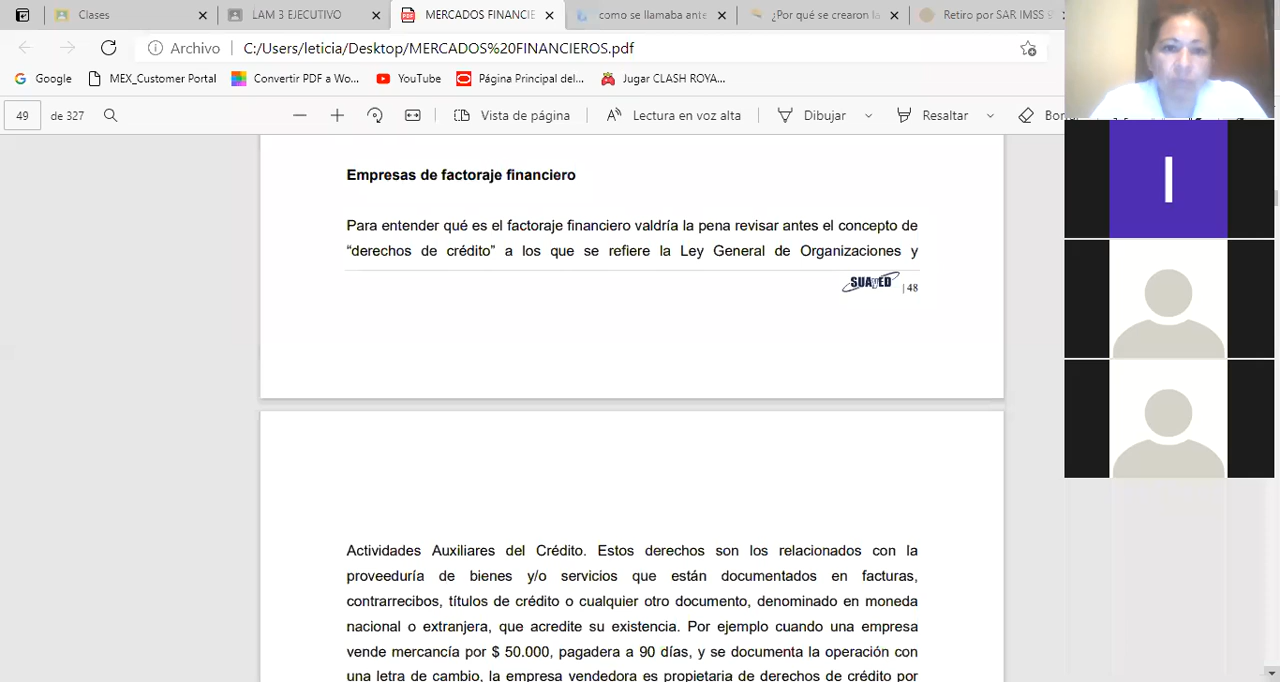 Clases
LAM 3 EJECUTIVO
MERCADOS FINANCIE
como se llamaba ante
¿Por qué se crearon la
Retiro por SAR IMSS 9
Archivo
C:/Users/leticia/Desktop/MERCADOS%20FINANCIEROS.pdf
Google
MEX_Customer Portal
Convertir PDF a Wo...
YouTube
Página Principal del...
Jugar CLASH ROYA...
49 de 327
Vista de página
Lectura en voz alta
Dibujar
Resaltar
Empresas de factoraje financiero
Para entender qué es el factoraje financiero valdría la pena revisar antes el concepto de
“derechos de crédito” a los que se refiere la Ley General de Organizaciones y
SUAyED | 48
I
Actividades Auxiliares del Crédito. Estos derechos son los relacionados con la
proveeduría de bienes y/o servicios que están documentados en facturas,
contrarrecibos, títulos de crédito o cualquier otro documento, denominado en moneda
nacional o extranjera, que acredite su existencia. Por ejemplo cuando una empresa
vende mercancía por $ 50.000, pagadera a 90 días, y se documenta la operación con
una letra de cambio, la empresa vendedora es propietaria de derechos de crédito por